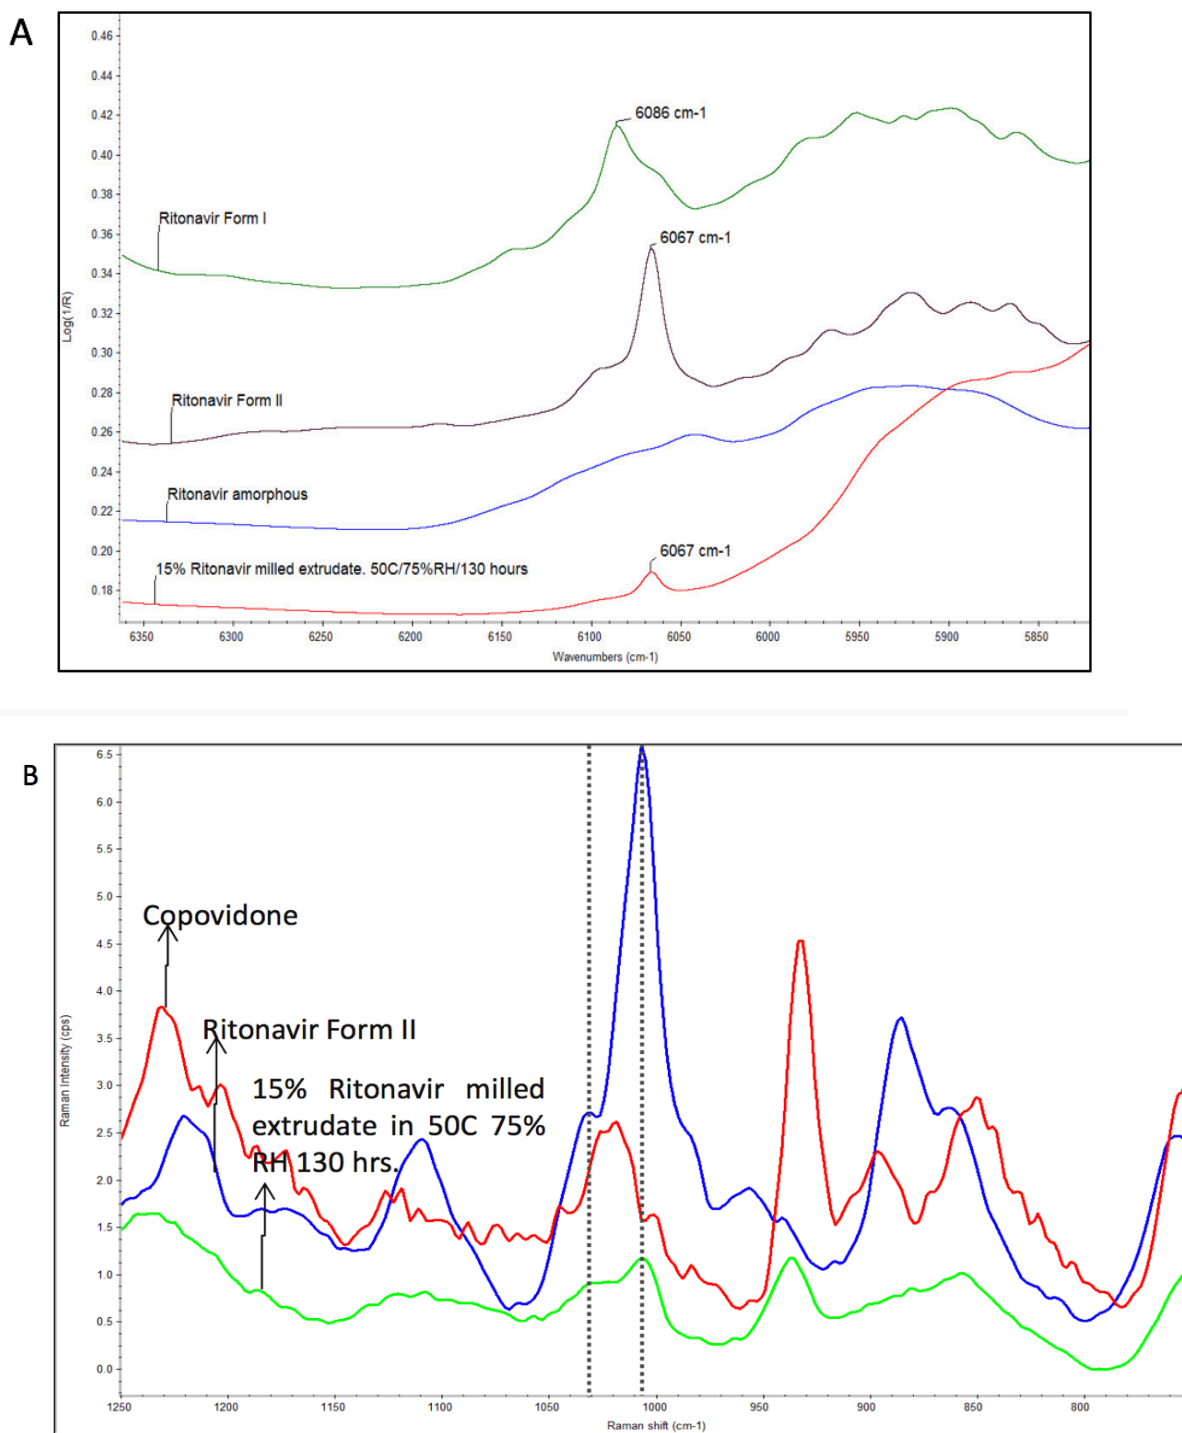 A
0.46
0.44
0.42
0.40
0.38
0.36
0.34
0.32
0.30
0.28
0.26
0.24
0.22
0.20
0.18
Log(1/R)
6086 cm-1
Ritonavir Form I
6067 cm-1
Ritonavir Form II
Ritonavir amorphous
6067 cm-1
15% Ritonavir milled extrudate. 50C/75%RH/130 hours
6350 6300 6250 6200 6150 6100 6050 6000 5950 5900 5850
Wavenumbers (cm-1)
B
6.5
6.0
5.5
5.0
4.5
4.0
3.5
3.0
2.5
2.0
1.5
1.0
0.5
0.0
Raman Intensity (cps)
Copovidone
Ritonavir Form II
15% Ritonavir milled
extrudate in 50C 75%
RH 130 hrs.
1250 1200 1150 1100 1050 1000 950 900 850 800
Raman shift (cm-1)